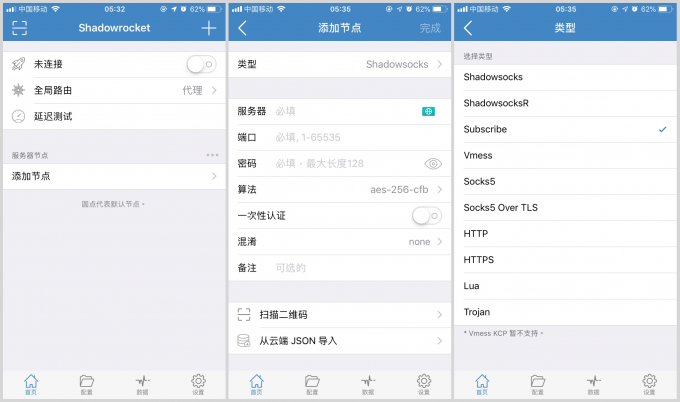 中国移动 05:32 62%
Shadowrocket
未连接
全局路由 代理
延迟测试
服务器节点
添加节点
圆点代表默认节点。
首页 配置 数据 设置
中国移动 05:35 62%
添加节点 完成
类型 Shadowsocks
服务器 必填
端口 必填, 1-65535
密码 必填,最大长度128
算法 aes-256-cfb
一次性认证
混淆 none
备注 可选的
扫描二维码
从云端 JSON 导入
首页 配置 数据 设置
中国移动 05:35 62%
类型
选择类型
Shadowsocks
ShadowsocksR
Subscribe
Vmess
Socks5
Socks5 Over TLS
HTTP
HTTPS
Lua
Trojan
* Vmess KCP 暂不支持。
首页 配置 数据 设置